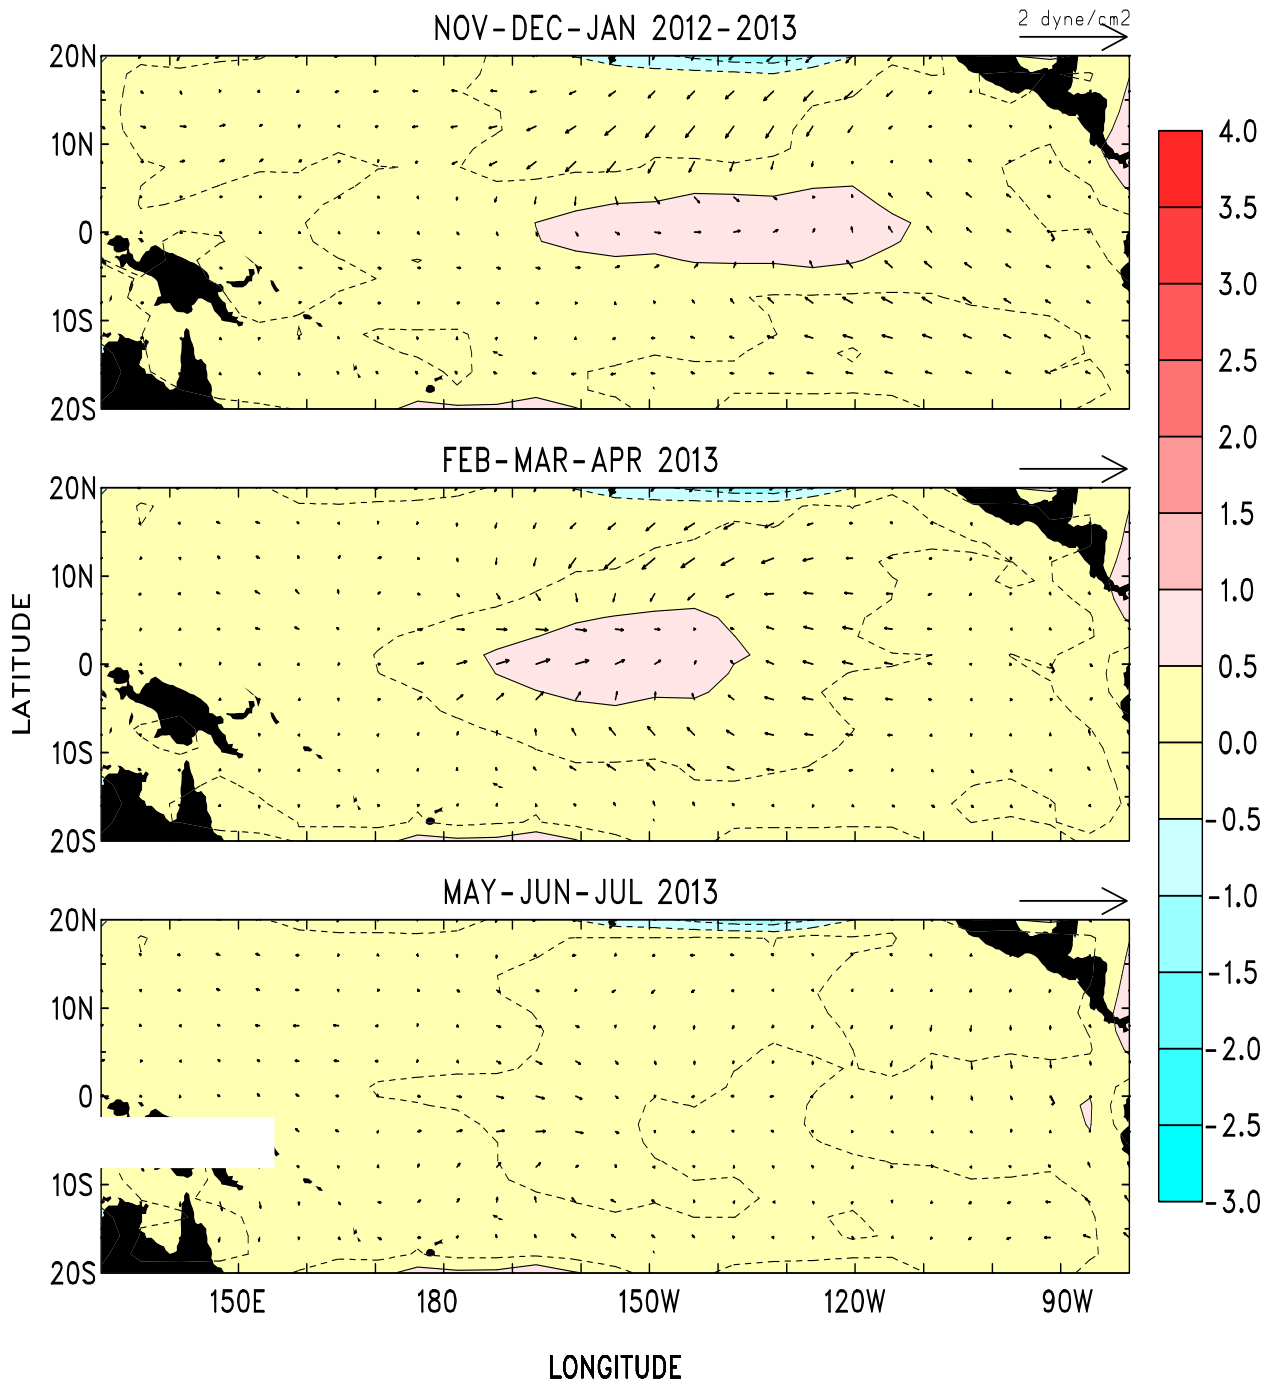 NOV-DEC-JAN 2012-2013
2 dyne/cm2
20N
10N
0
10S
20S
FEB-MAR-APR 2013
20N
10N
0
10S
20S
LATITUDE
MAY-JUN-JUL 2013
20N
10N
0
10S
20S
150E 180 150W 120W 90W
LONGITUDE
4.0
3.5
3.0
2.5
2.0
1.5
1.0
0.5
0.0
-0.5
-1.0
-1.5
-2.0
-2.5
-3.0